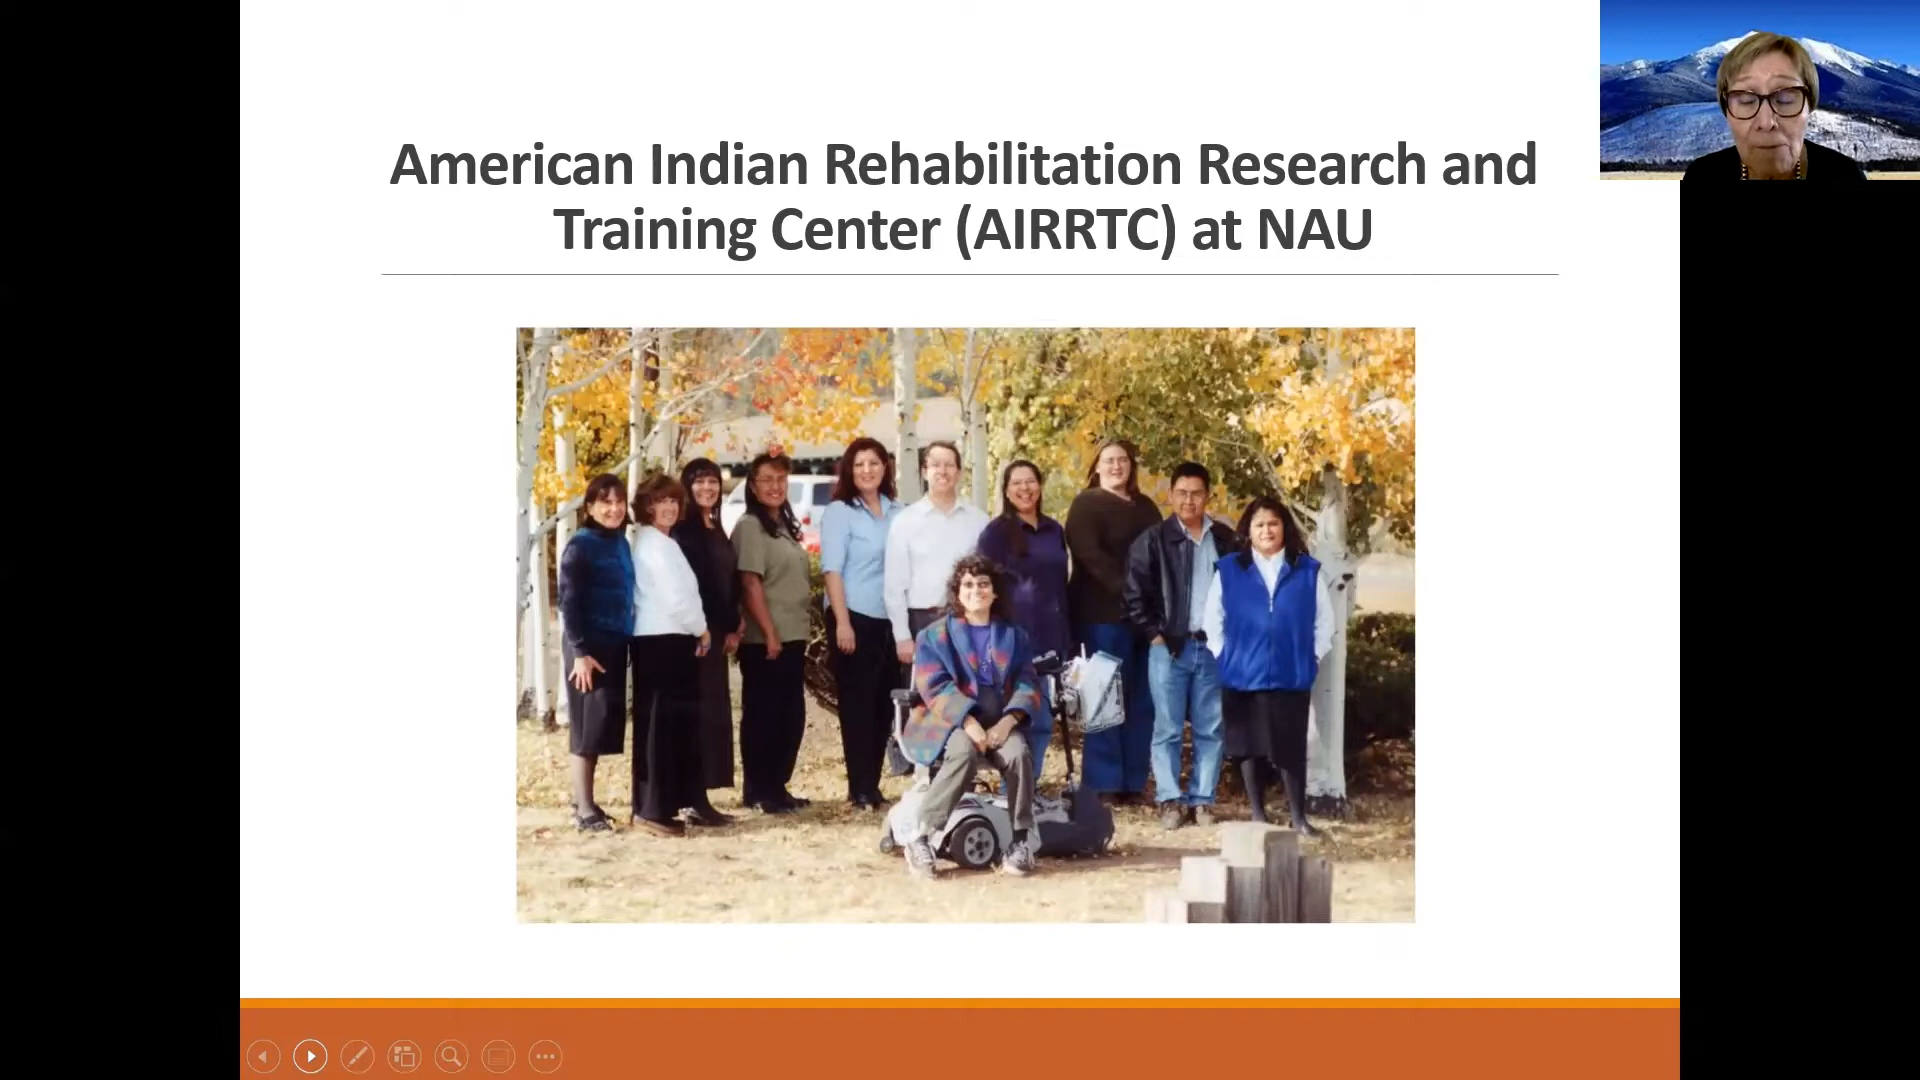 American Indian Rehabilitation Research and
Training Center (AIRRTC) at NAU